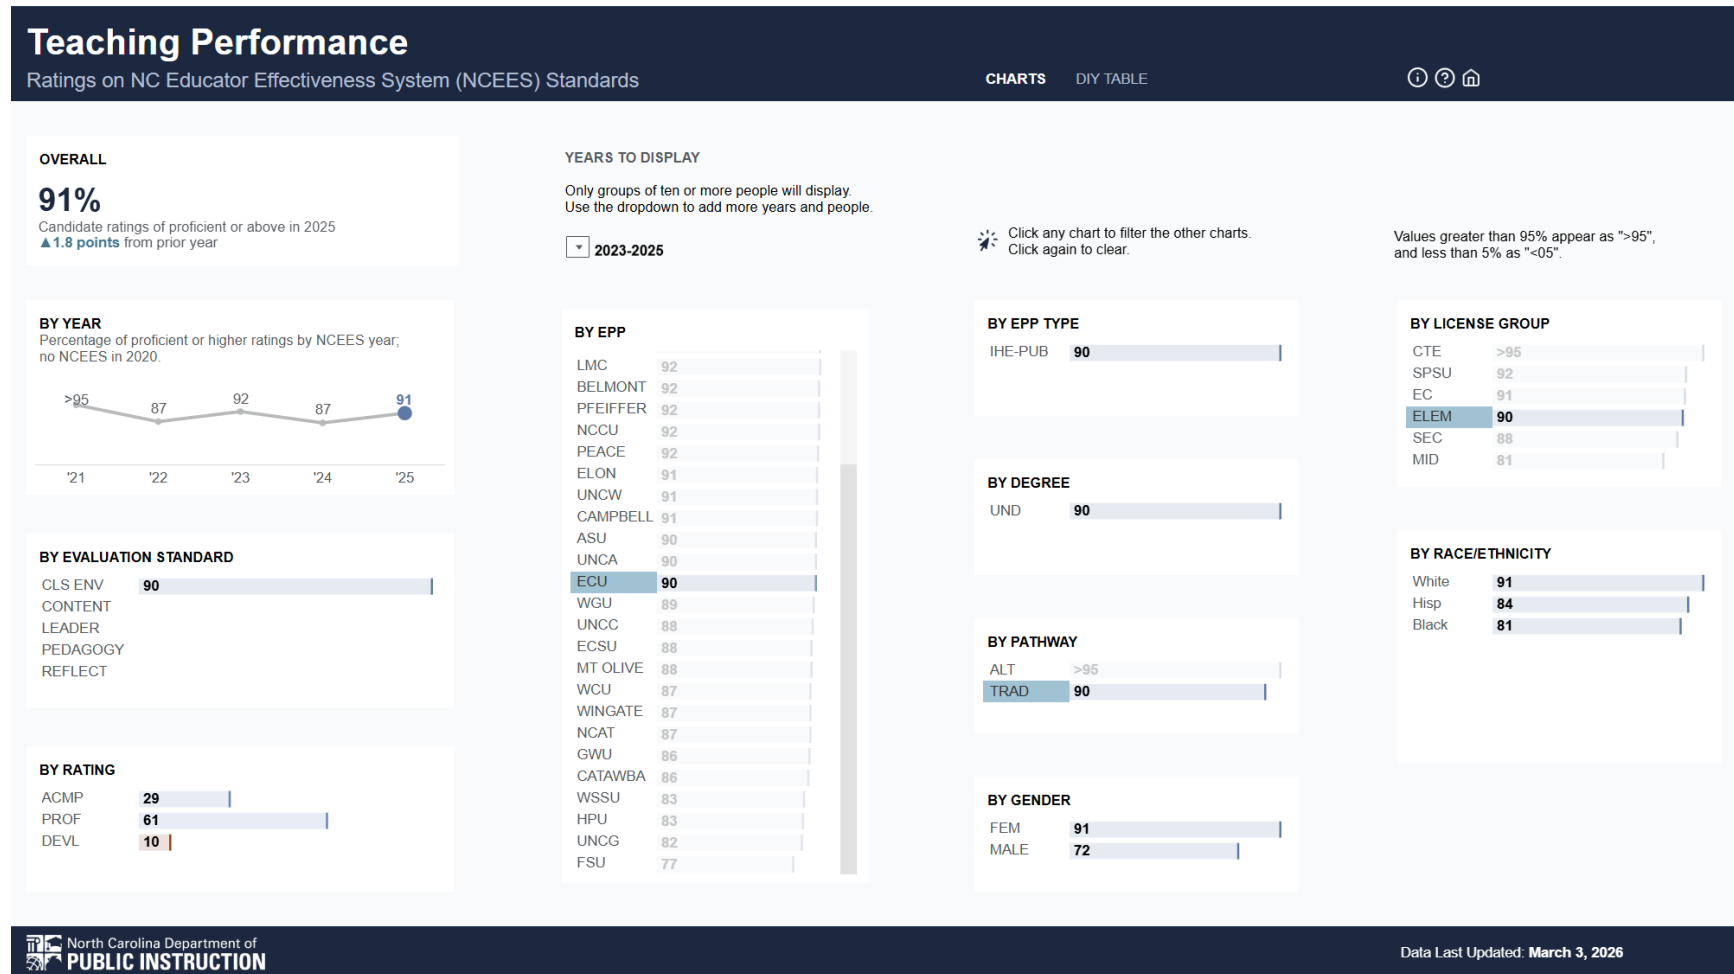 Teaching Performance
Ratings on NC Educator Effectiveness System (NCEES) Standards
CHARTS
DIY TABLE
OVERALL
91%
Candidate ratings of proficient or above in 2025
▲1.8 points from prior year
YEARS TO DISPLAY
Only groups of ten or more people will display.
Use the dropdown to add more years and people.
2023-2025
Click any chart to filter the other charts.
Click again to clear.
Values greater than 95% appear as ">95",
and less than 5% as "<05".
BY YEAR
Percentage of proficient or higher ratings by NCEES year;
no NCEES in 2020.
>95 87 92 87 91
'21 '22 '23 '24 '25
BY EVALUATION STANDARD
CLS ENV 90
CONTENT
LEADER
PEDAGOGY
REFLECT
BY RATING
ACMP 29
PROF 61
DEVL 10
BY EPP
LMC 92
BELMONT 92
PFEIFFER 92
NCCU 92
PEACE 92
ELON 91
UNCW 91
CAMPBELL 91
ASU 90
UNCA 90
ECU 90
WGU 89
UNCC 88
ECSU 88
MT OLIVE 88
WCU 87
WINGATE 87
NCAT 87
GWU 86
CATAWBA 86
WSSU 83
HPU 83
UNCG 82
FSU 77
BY EPP TYPE
IHE-PUB 90
BY DEGREE
UND 90
BY PATHWAY
ALT >95
TRAD 90
BY GENDER
FEM 91
MALE 72
BY LICENSE GROUP
CTE >95
SPSU 92
EC 91
ELEM 90
SEC 88
MID 81
BY RACE/ETHNICITY
White 91
Hisp 84
Black 81
North Carolina Department of
PUBLIC INSTRUCTION
Data Last Updated: March 3, 2026